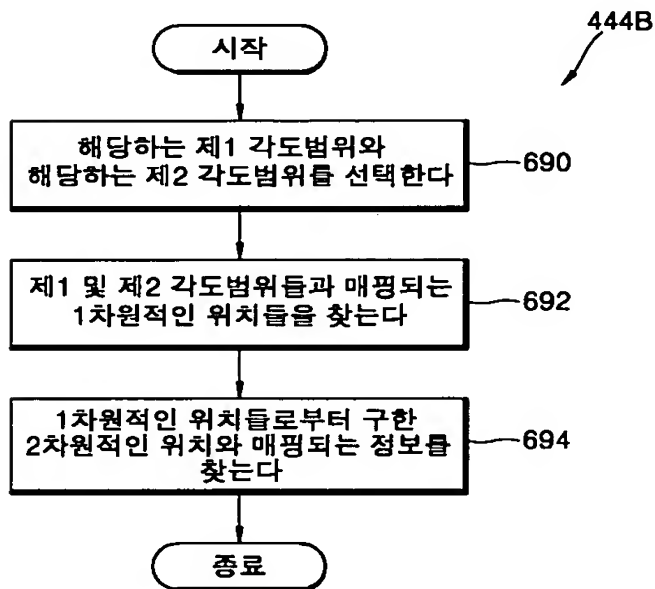 444B
시작
해당하는 제1 각도범위와
해당하는 제2 각도범위를 선택한다
690
제1 및 제2 각도범위들과 매핑되는
1차원적인 위치들을 찾는다
692
1차원적인 위치들로부터 구한
2차원적인 위치와 매핑되는 정보를
찾는다
694
종료